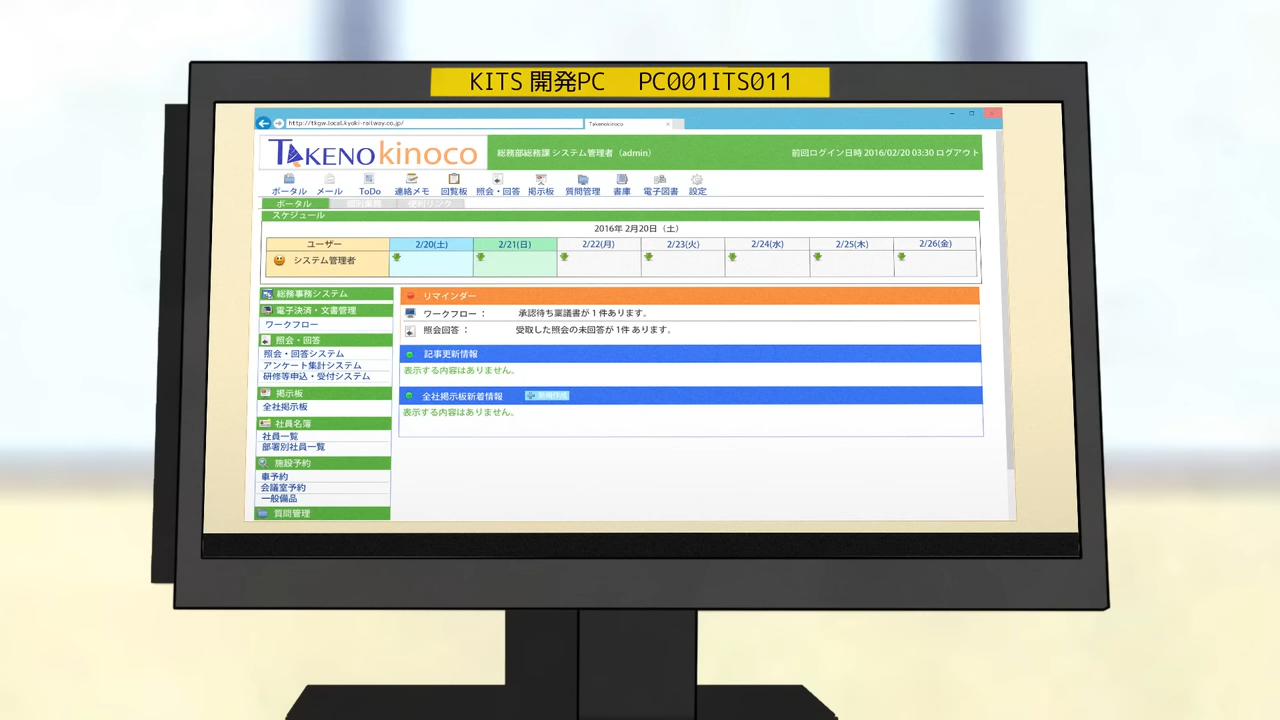 KITS 開発PC PC001ITS011
http://tkgw.local.kyoki-railway.co.jp/
Takenokinoco
TAKENOkinoco
総務部総務課 システム管理者 (admin)
前回ログイン日時 2016/02/20 03:30 ログアウト
ポータル メール ToDo 連絡メモ 回覧板 照会・回答 掲示板 質問管理 書庫 電子図書 設定
ポータル 個別業務 便利リンク
スケジュール
2016年 2月20日(土)
ユーザー 2/20(土) 2/21(日) 2/22(月) 2/23(火) 2/24(水) 2/25(木) 2/26(金)
システム管理者
総務事務システム
電子決済・文書管理
ワークフロー
照会・回答
照会・回答システム
アンケート集計システム
研修等申込・受付システム
掲示板
全社掲示板
社員名簿
社員一覧
部署別社員一覧
施設予約
車予約
会議室予約
一般備品
質問管理
リマインダー
ワークフロー: 承認待ち稟議書が1件あります。
照会回答: 受取した照会の未回答が1件あります。
記事更新情報
表示する内容はありません。
全社掲示板新着情報 新規作成
表示する内容はありません。